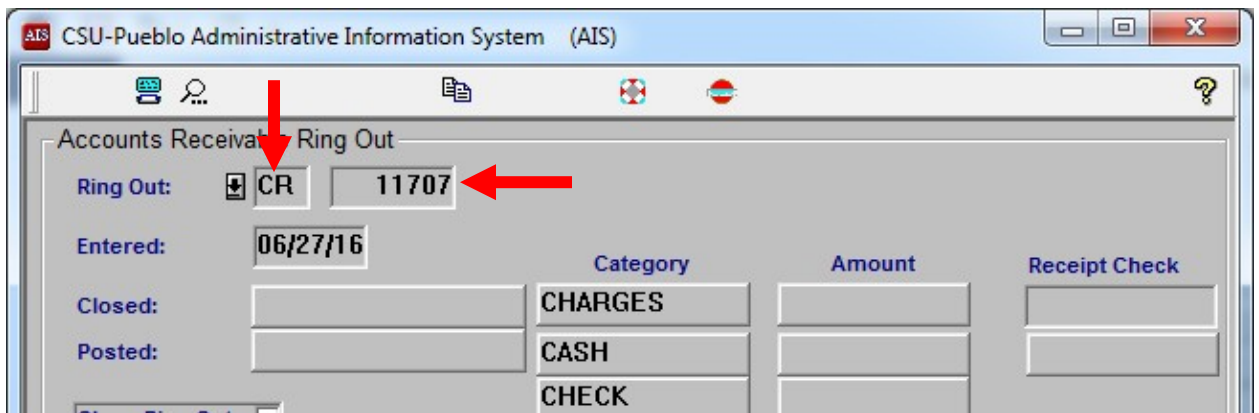 AIS CSU-Pueblo Administrative Information System (AIS)
Accounts Receivable Ring Out
Ring Out: CR 11707
Entered: 06/27/16
Category Amount Receipt Check
Closed: CHARGES
Posted: CASH
CHECK